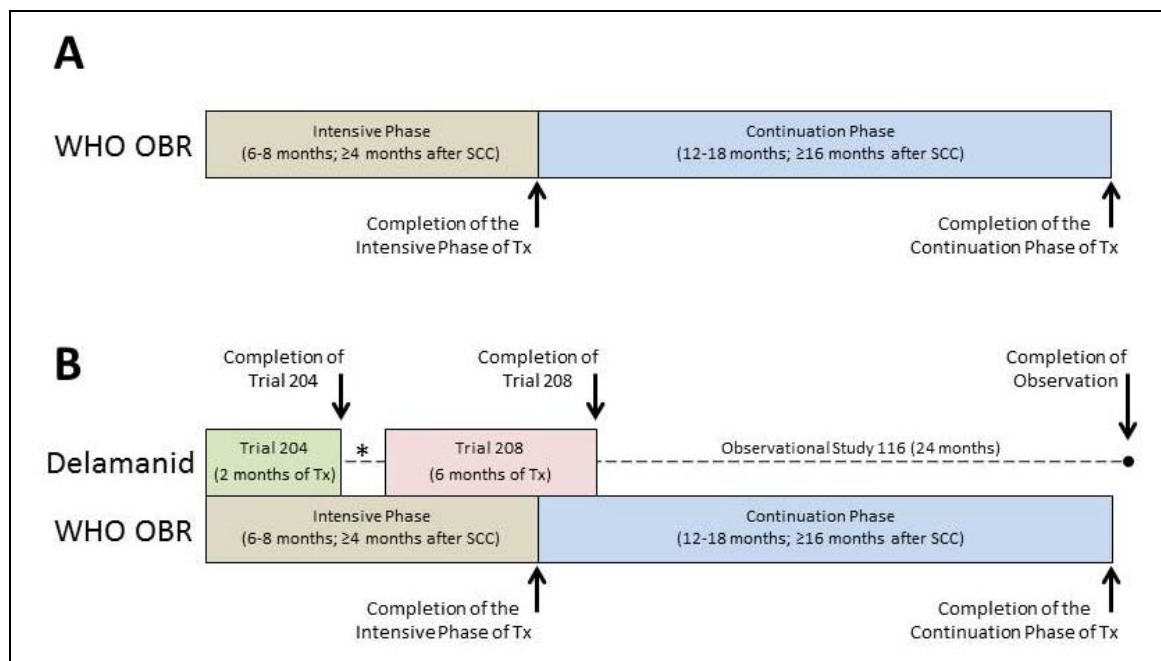 A
WHO OBR
Intensive Phase
(6-8 months; ≥4 months after SCC)
Continuation Phase
(12-18 months; ≥16 months after SCC)
Completion of the
Intensive Phase of Tx
Completion of the
Continuation Phase of Tx
B
Completion of
Trial 204
Completion of
Trial 208
Completion of
Observation
Delamanid
Trial 204
(2 months of Tx)
*
Trial 208
(6 months of Tx)
Observational Study 116 (24 months)
WHO OBR
Intensive Phase
(6-8 months; ≥4 months after SCC)
Continuation Phase
(12-18 months; ≥16 months after SCC)
Completion of the
Intensive Phase of Tx
Completion of the
Continuation Phase of Tx